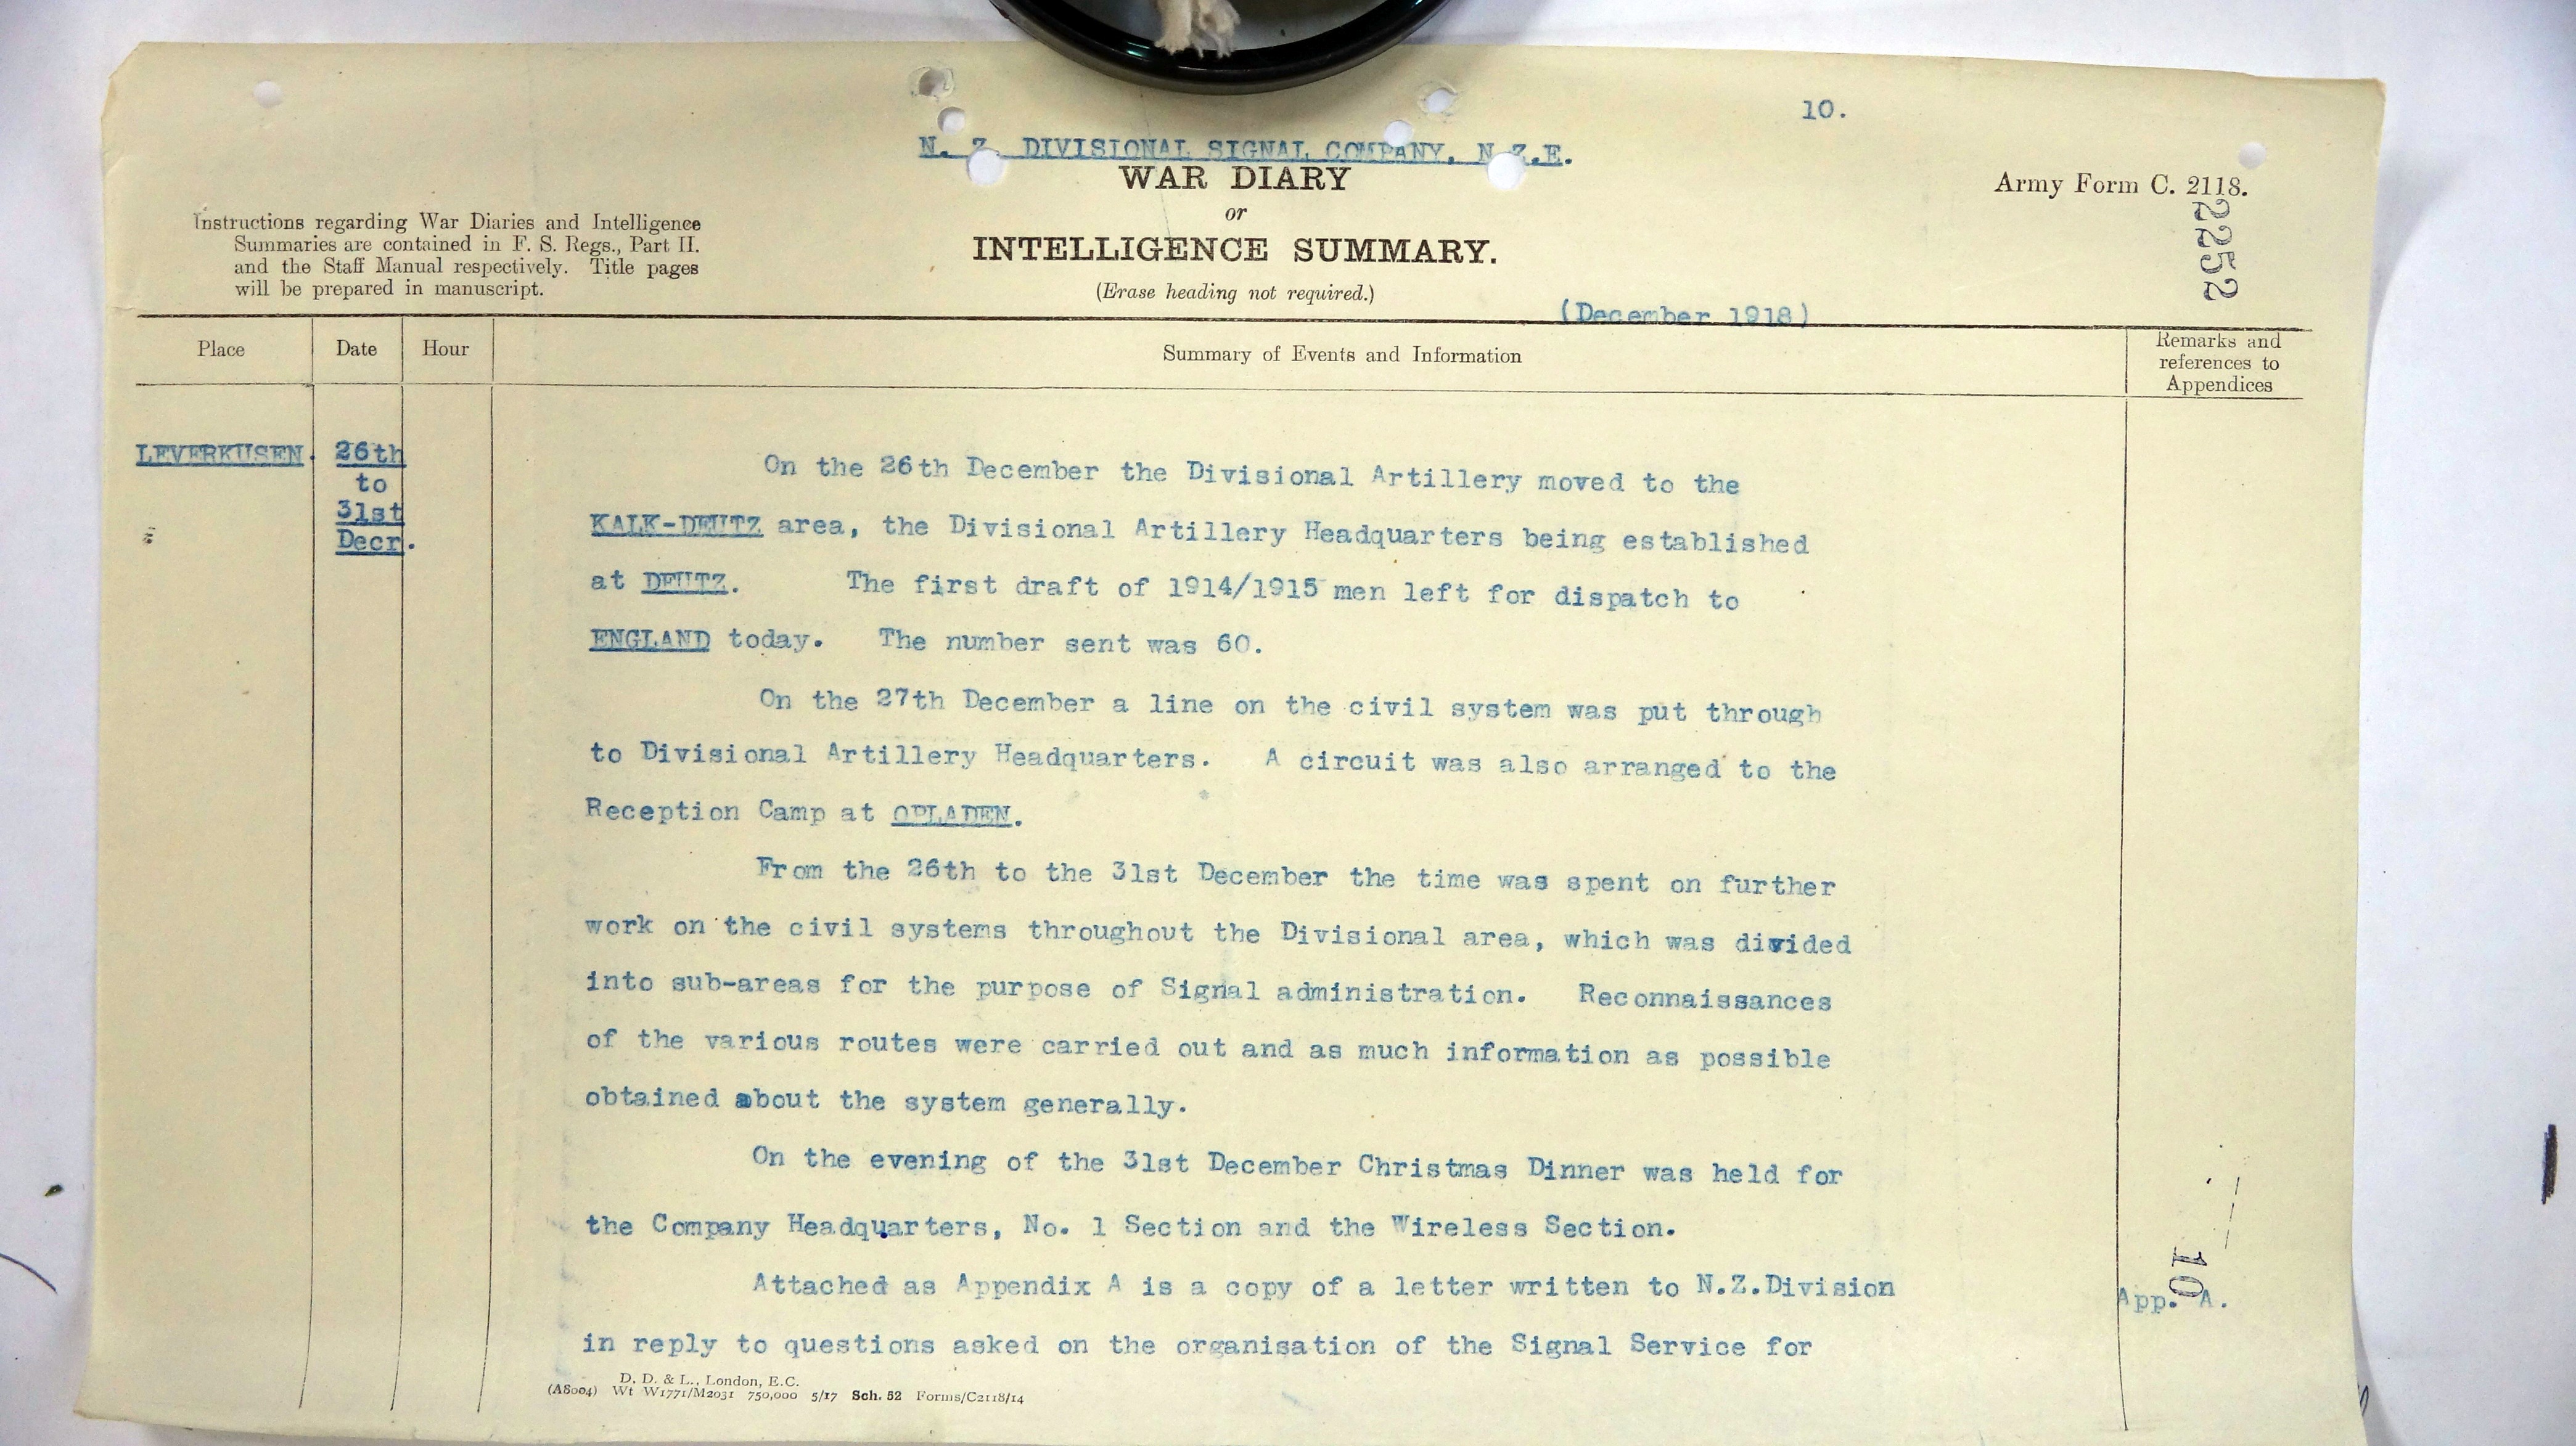 10.
N. Z. DIVISIONAL SIGNAL COMPANY, N.Z.E.
WAR DIARY
or
INTELLIGENCE SUMMARY.
(Erase heading not required.)
Army Form C. 2118.
2252
Instructions regarding War Diaries and Intelligence
Summaries are contained in F. S. Regs., Part II.
and the Staff Manual respectively. Title pages
will be prepared in manuscript.
(December 1918)
Place
Date
Hour
Summary of Events and Information
Remarks and
references to
Appendices
LEVERKUSEN.
26th
to
31st
Decr.
On the 26th December the Divisional Artillery moved to the
KALK-DEUTZ area, the Divisional Artillery Headquarters being established
at DEUTZ. The first draft of 1914/1915 men left for dispatch to
ENGLAND today. The number sent was 60.
On the 27th December a line on the civil system was put through
to Divisional Artillery Headquarters. A circuit was also arranged to the
Reception Camp at OPLADEN.
From the 26th to the 31st December the time was spent on further
work on the civil systems throughout the Divisional area, which was divided
into sub-areas for the purpose of Signal administration. Reconnaissances
of the various routes were carried out and as much information as possible
obtained about the system generally.
On the evening of the 31st December Christmas Dinner was held for
the Company Headquarters, No. 1 Section and the Wireless Section.
Attached as Appendix A is a copy of a letter written to N.Z.Division
in reply to questions asked on the organisation of the Signal Service for
10
App. A.
D. D. & L., London, E.C.
(A8004) Wt W1771/M2031 750,000 5/17 Sch. 52 Forms/C2118/14